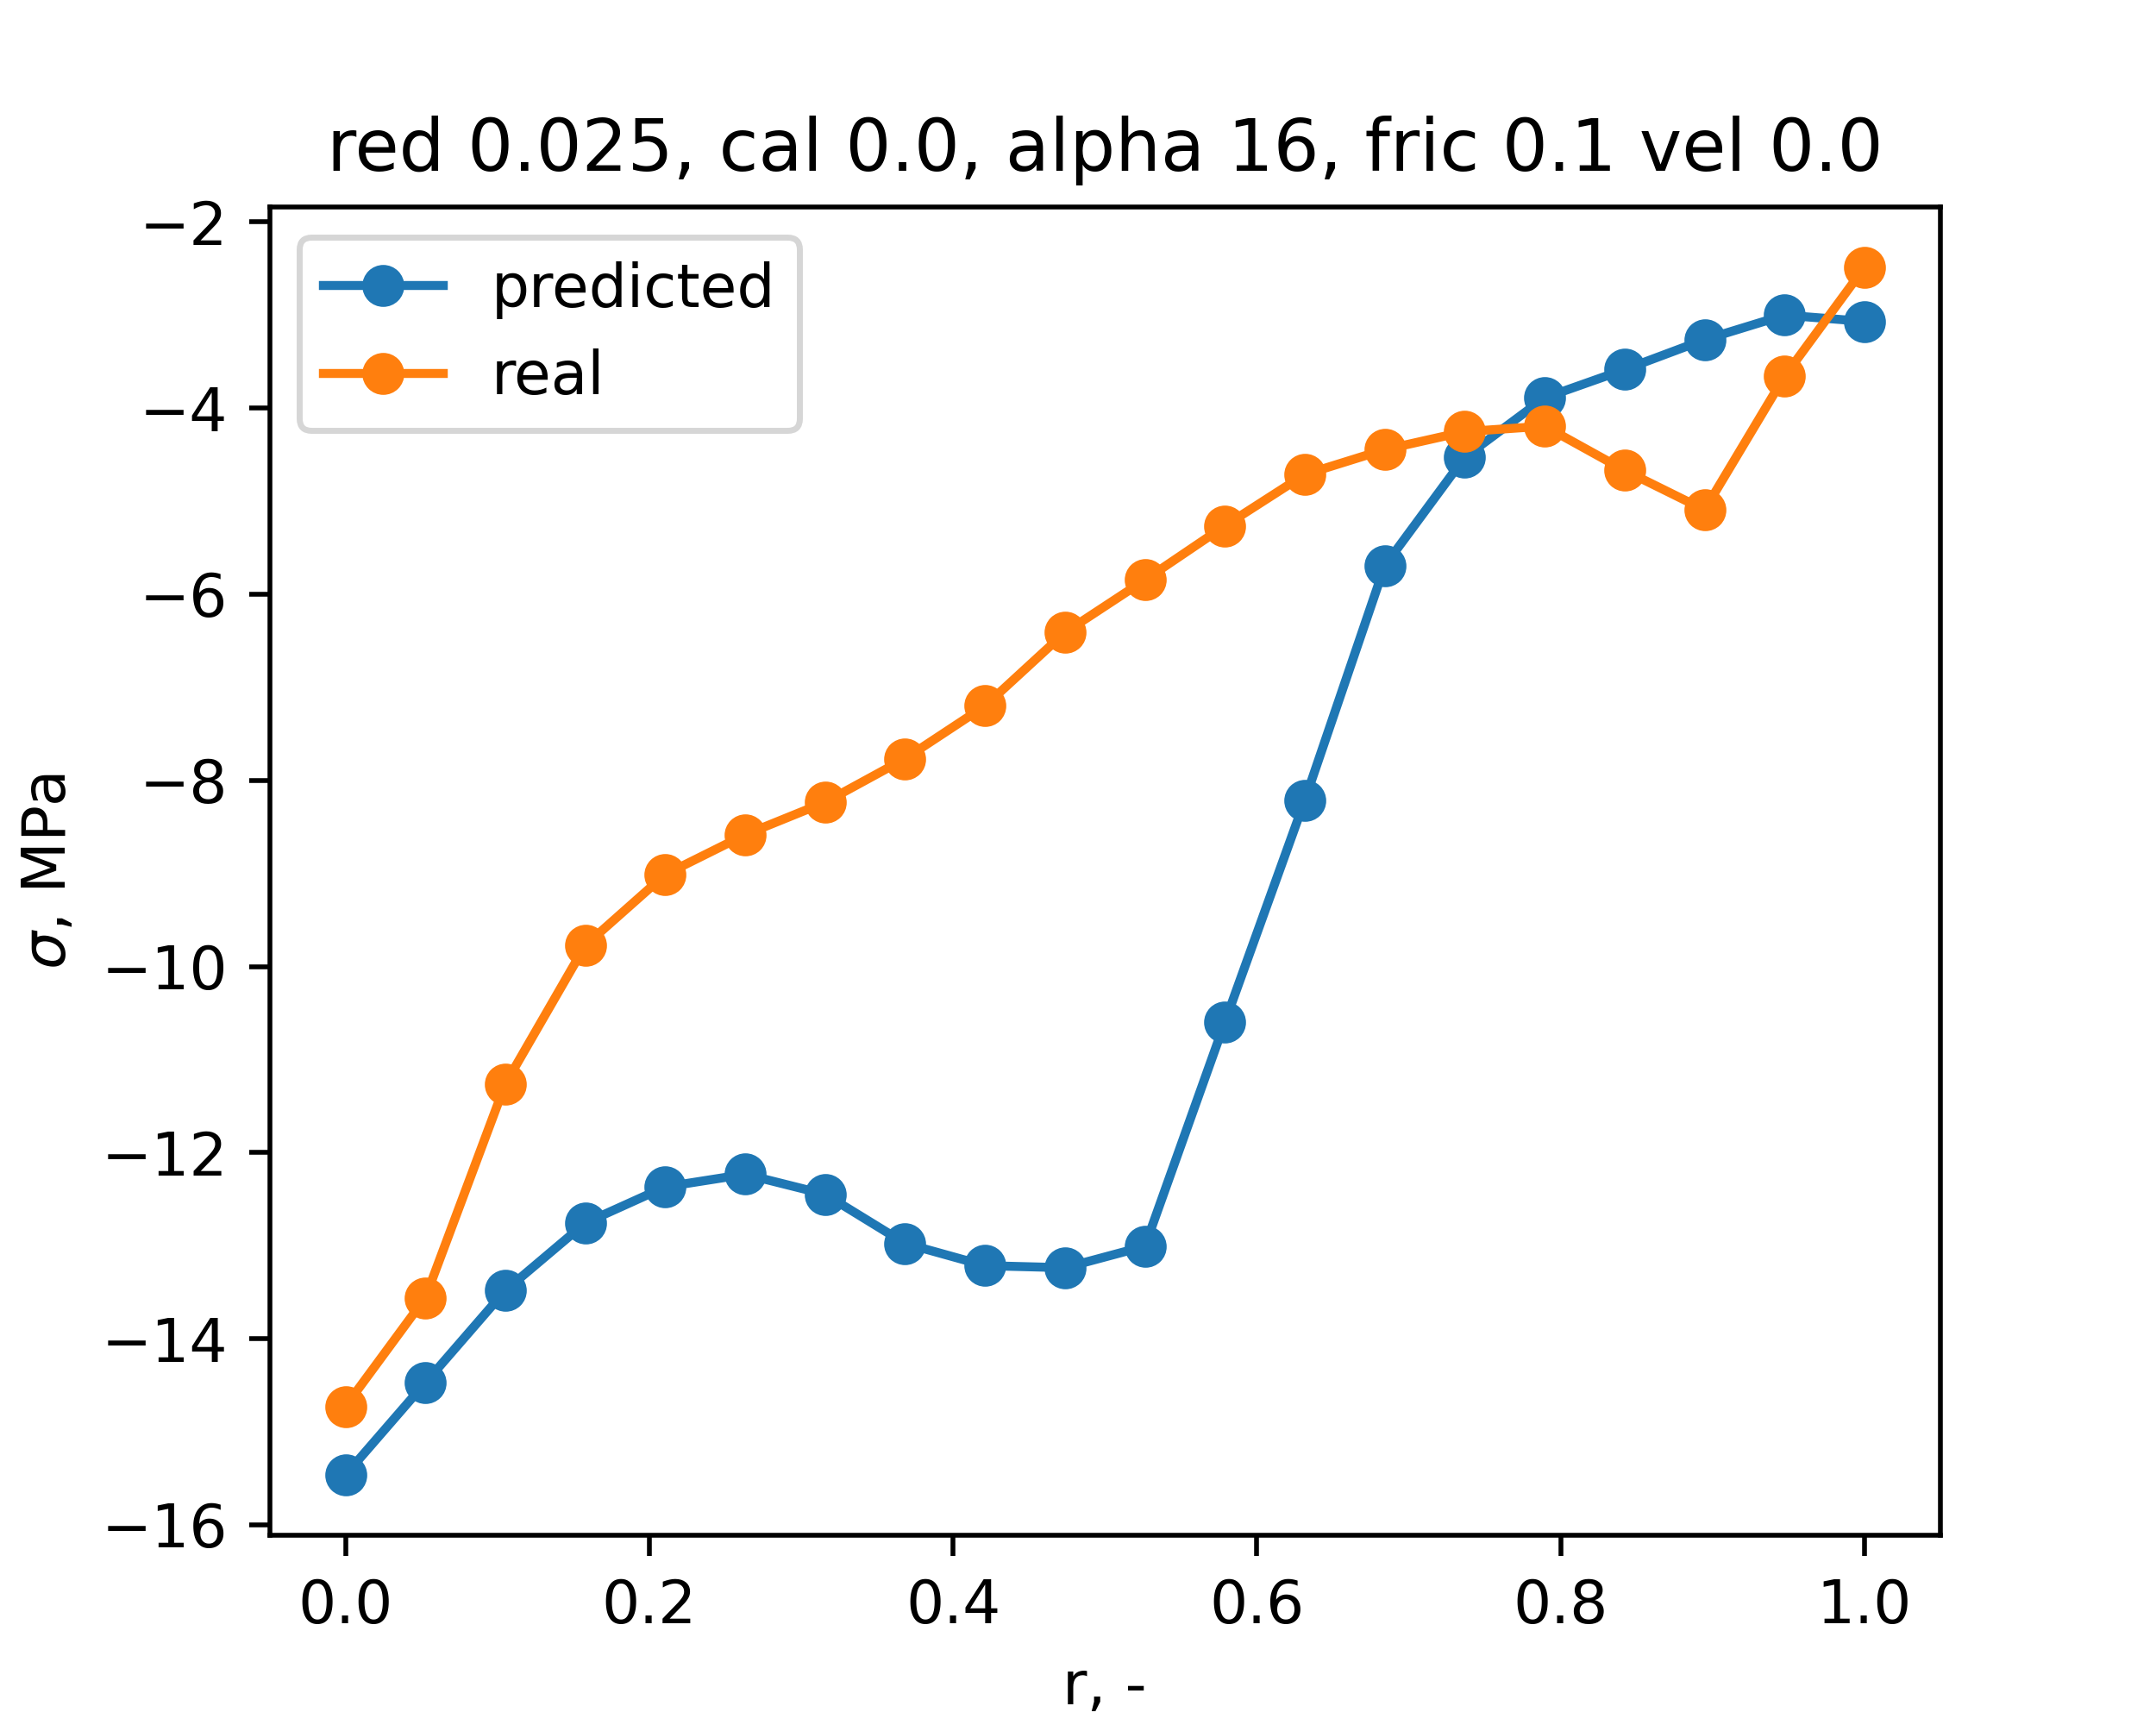 red 0.025, cal 0.0, alpha 16, fric 0.1 vel 0.0
predicted
real
−2
−4
−6
−8
−10
−12
−14
−16
σ, MPa
0.0 0.2 0.4 0.6 0.8 1.0
r, -